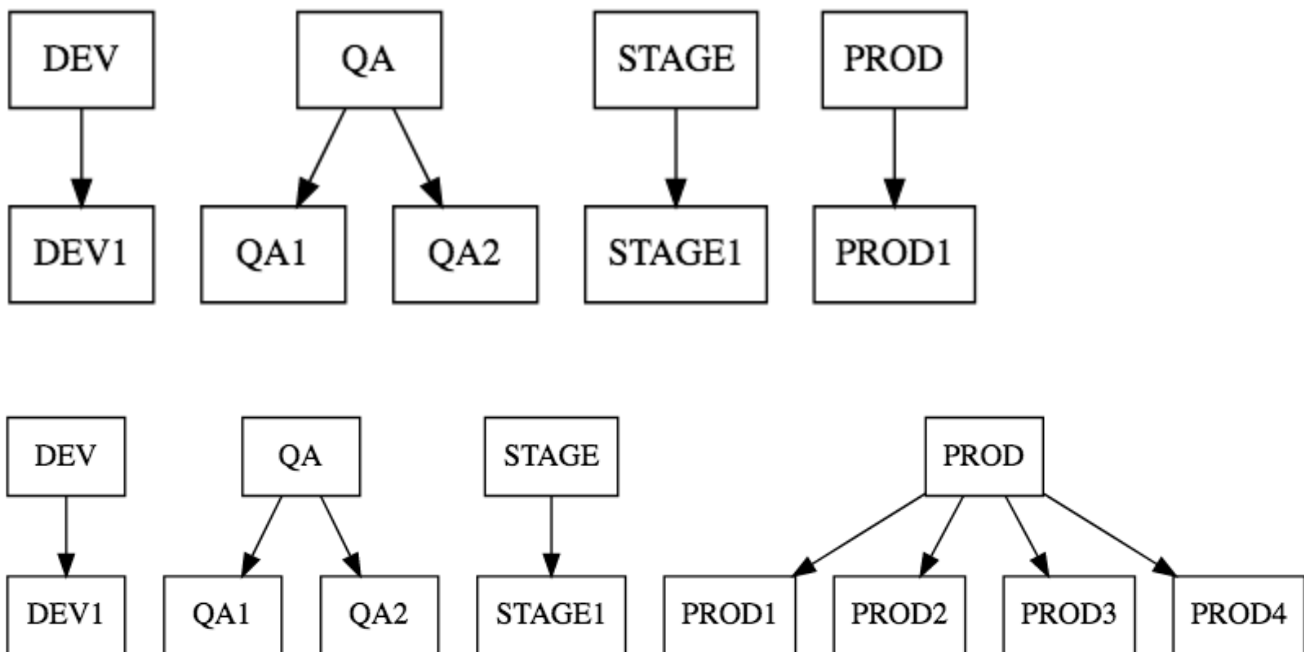 DEV QA STAGE PROD
DEV1 QA1 QA2 STAGE1 PROD1
DEV QA STAGE PROD
DEV1 QA1 QA2 STAGE1 PROD1 PROD2 PROD3 PROD4